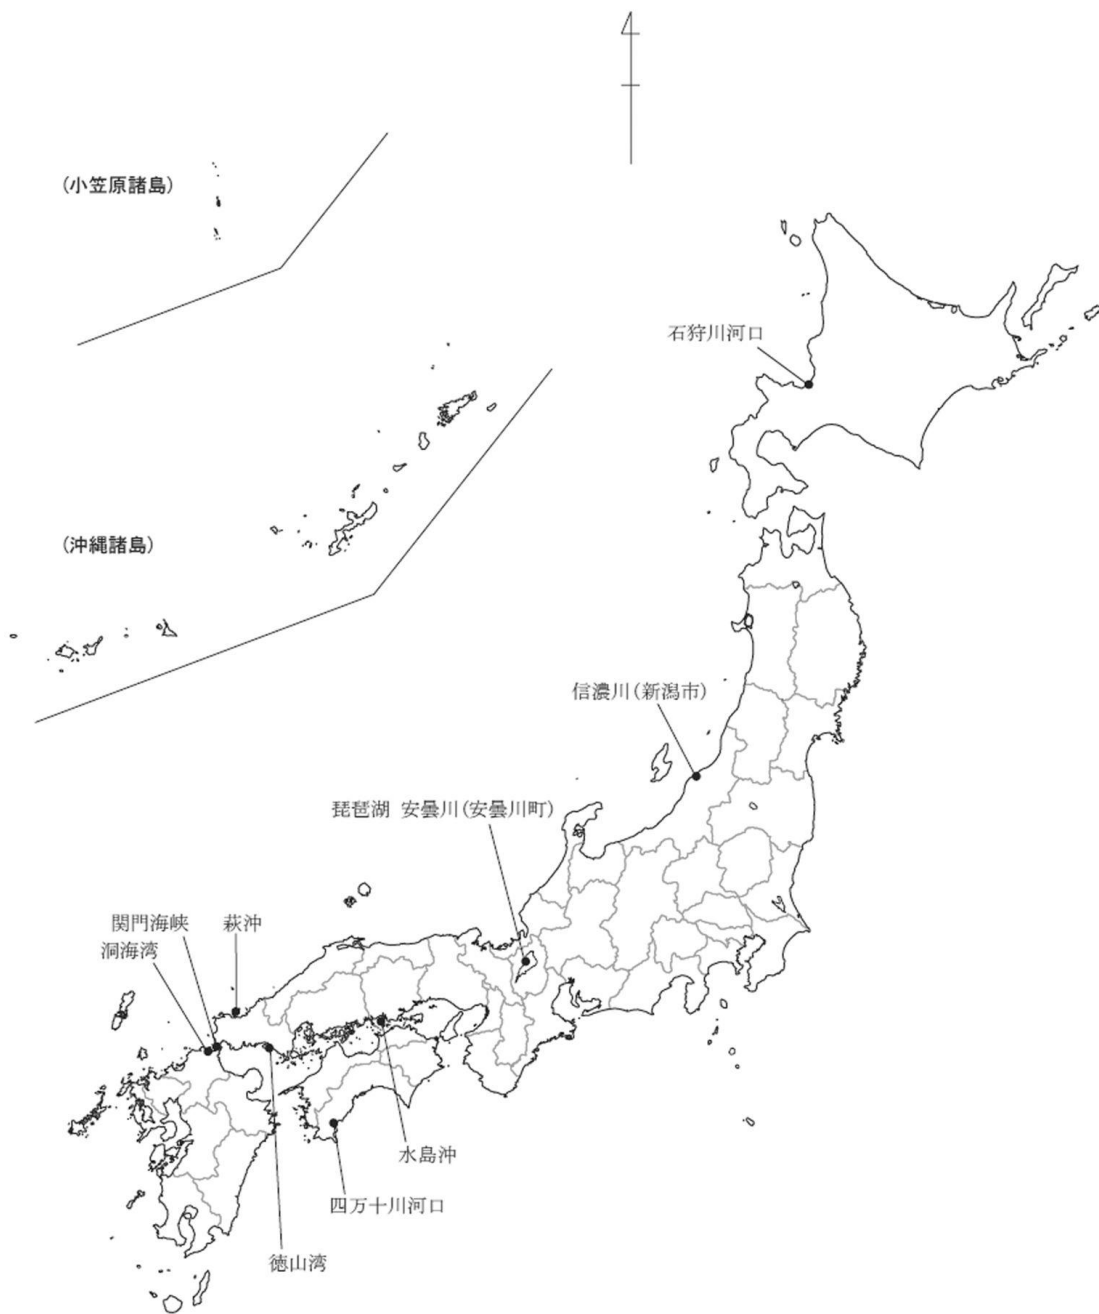 (小笠原諸島)
石狩川河口
(沖縄諸島)
信濃川(新潟市)
琵琶湖 安曇川(安曇川町)
関門海峡
萩沖
洞海湾
水島沖
四万十川河口
徳山湾